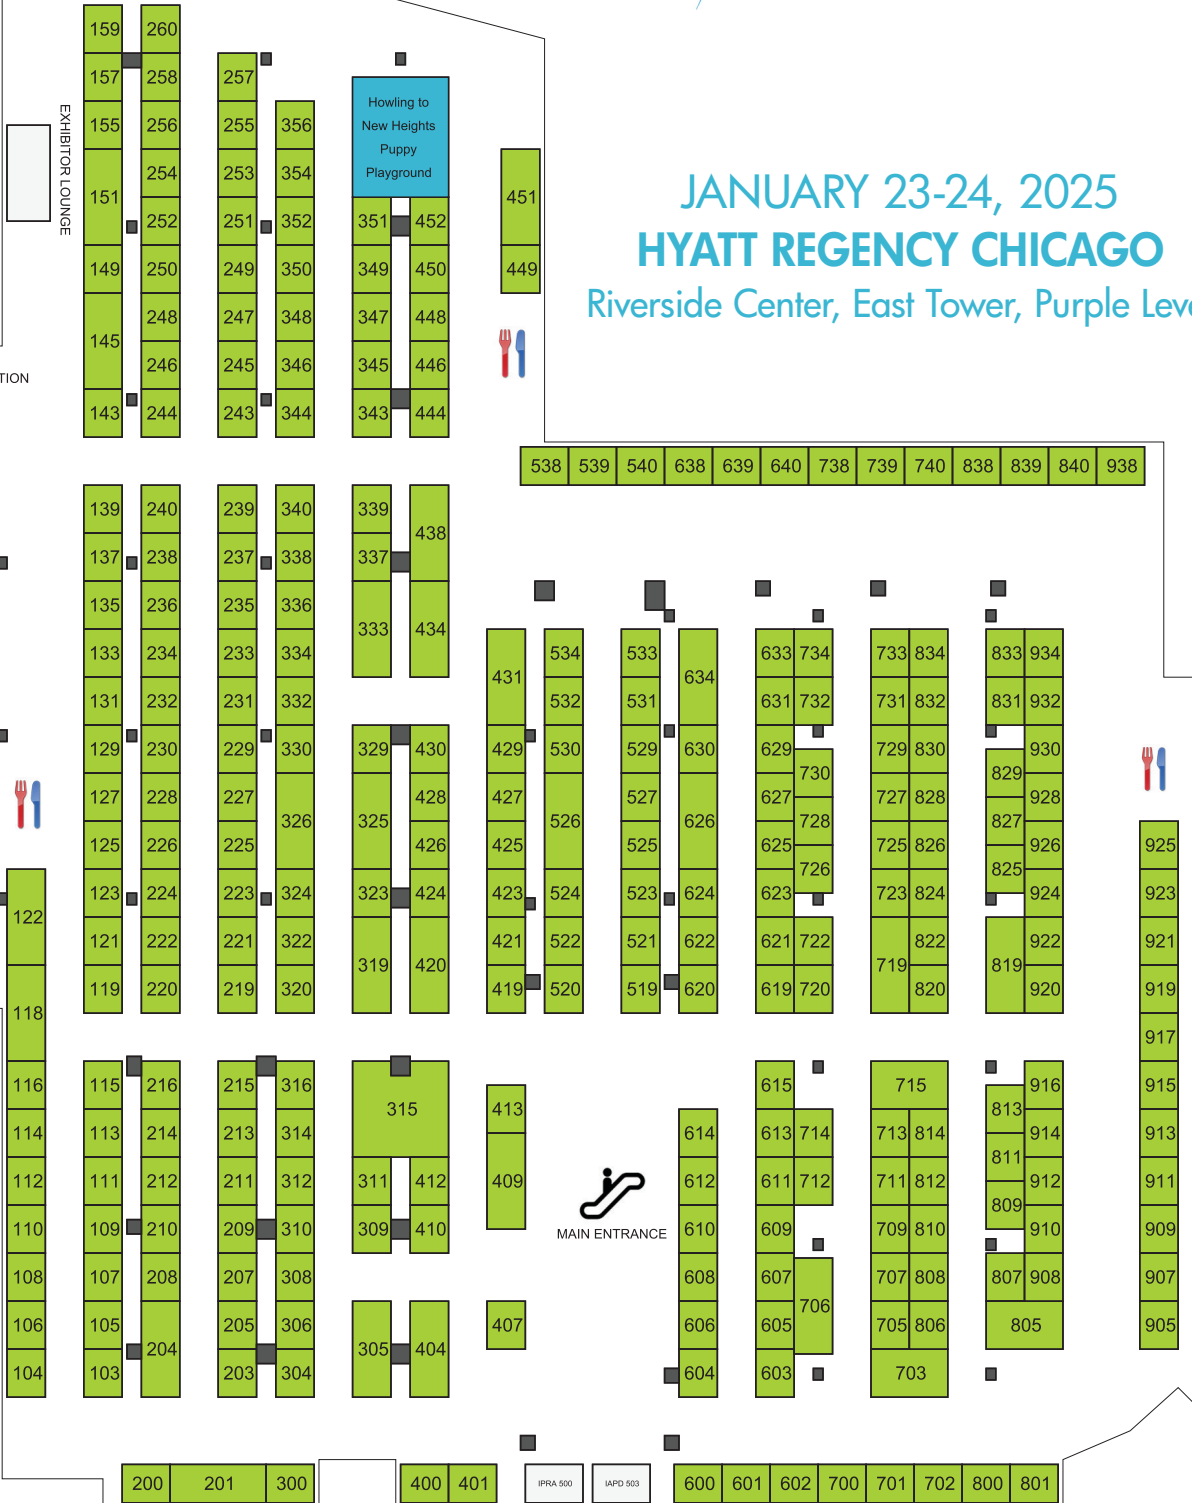 159 260
157 258 257
EXHIBITOR LOUNGE
155 256 255 356
Howling to
New Heights
Puppy
Playground
151 254 253 354
252 251 352 351 452 451
149 250 249 350 349 450 449
JANUARY 23-24, 2025
HYATT REGENCY CHICAGO
Riverside Center, East Tower, Purple Leve
145 248 247 348 347 448
246 245 346 345 446
TION
143 244 243 344 343 444
538 539 540 638 639 640 738 739 740 838 839 840 938
139 240 239 340 339 438
137 238 237 338 337
135 236 235 336 333 434
133 234 233 334 431 534 533 634 633 734 733 834 833 934
131 232 231 332 532 531 631 732 731 832 831 932
129 230 229 330 329 430 429 530 529 630 629 730 729 830 829 930
127 228 227 326 325 428 427 526 527 626 627 728 727 828 827 928
125 226 225 426 425 525 625 726 725 826 825 926 925
123 224 223 324 323 424 423 524 523 624 623 723 824 924 923
122 121 222 221 322 319 420 421 522 521 622 621 722 719 822 819 922 921
119 220 219 320 419 520 519 620 619 720 820 920 919
118 917
116 115 216 215 316 315 413 615 715 813 916 915
114 113 214 213 314 614 613 714 713 814 811 914 913
112 111 212 211 312 311 412 409 612 611 712 711 812 809 912 911
110 109 210 209 310 309 410 610 609 709 810 910 909
MAIN ENTRANCE
108 107 208 207 308 608 607 706 707 808 807 908 907
106 105 204 205 306 305 404 407 606 605 705 806 805 905
104 103 203 304 604 603 703
200 201 300 400 401 IPRA 500 IAPD 503 600 601 602 700 701 702 800 801